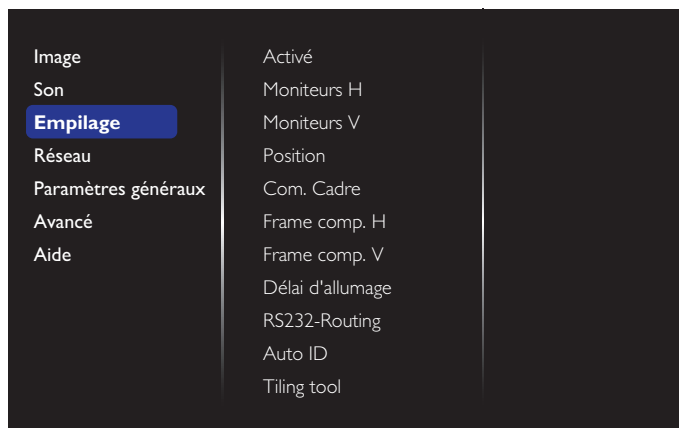 Image
Son
Empilage
Réseau
Paramètres généraux
Avancé
Aide
Activé
Moniteurs H
Moniteurs V
Position
Com. Cadre
Frame comp. H
Frame comp. V
Délai d'allumage
RS232-Routing
Auto ID
Tiling tool